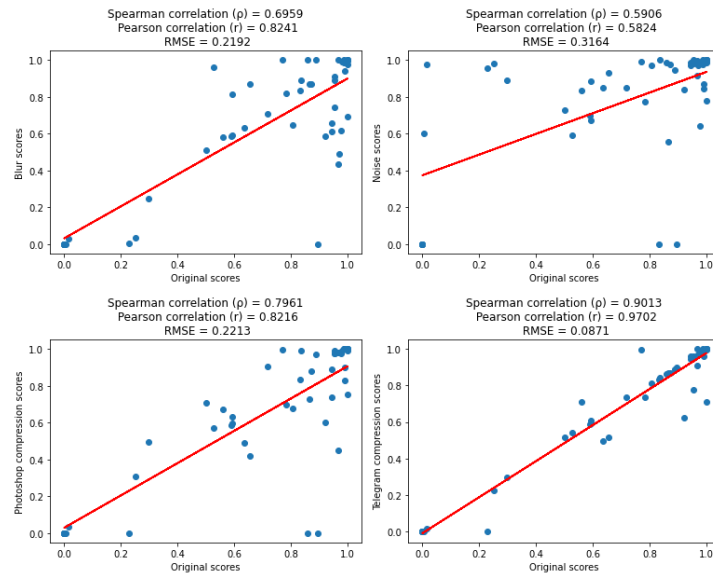 Spearman correlation (ρ) = 0.6959
Pearson correlation (r) = 0.8241
RMSE = 0.2192
1.0
0.8
0.6
0.4
0.2
0.0
Blur scores
0.0 0.2 0.4 0.6 0.8 1.0
Original scores
Spearman correlation (ρ) = 0.5906
Pearson correlation (r) = 0.5824
RMSE = 0.3164
1.0
0.8
0.6
0.4
0.2
0.0
Noise scores
0.0 0.2 0.4 0.6 0.8 1.0
Original scores
Spearman correlation (ρ) = 0.7961
Pearson correlation (r) = 0.8216
RMSE = 0.2213
1.0
0.8
0.6
0.4
0.2
0.0
Photoshop compression scores
0.0 0.2 0.4 0.6 0.8 1.0
Original scores
Spearman correlation (ρ) = 0.9013
Pearson correlation (r) = 0.9702
RMSE = 0.0871
1.0
0.8
0.6
0.4
0.2
0.0
Telegram compression scores
0.0 0.2 0.4 0.6 0.8 1.0
Original scores